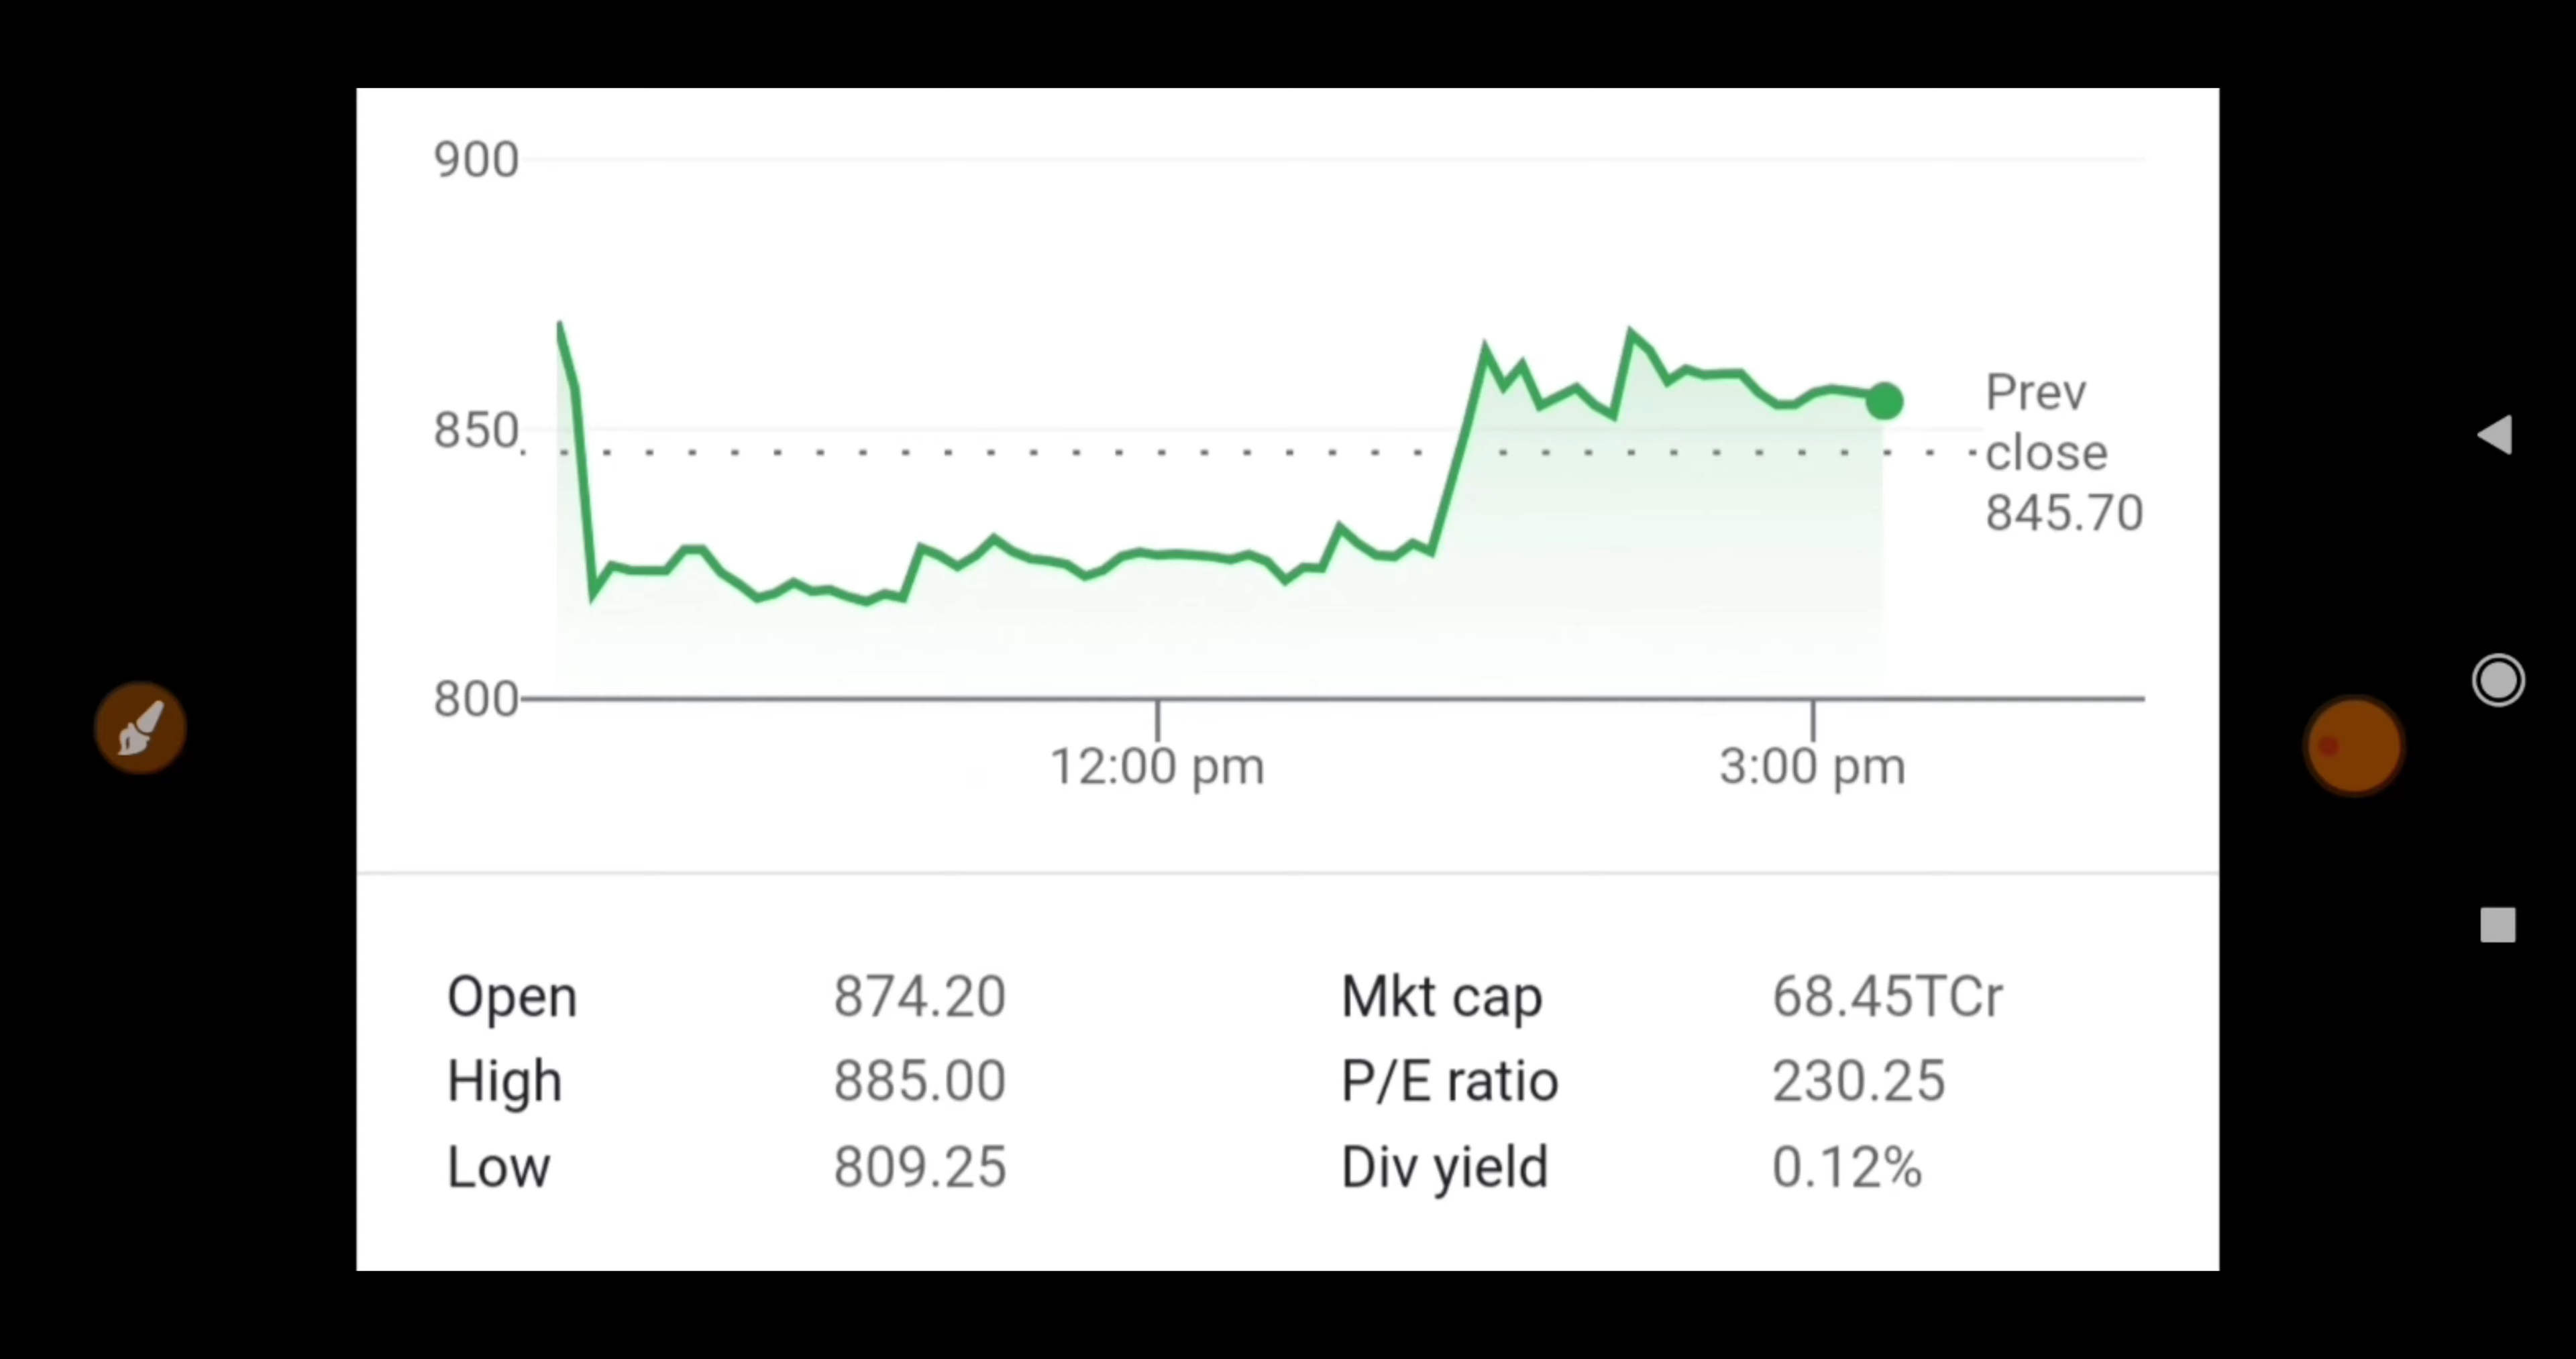 900
850
800
Prev
close
845.70
12:00 pm
3:00 pm
Open 874.20 Mkt cap 68.45TCr
High 885.00 P/E ratio 230.25
Low 809.25 Div yield 0.12%